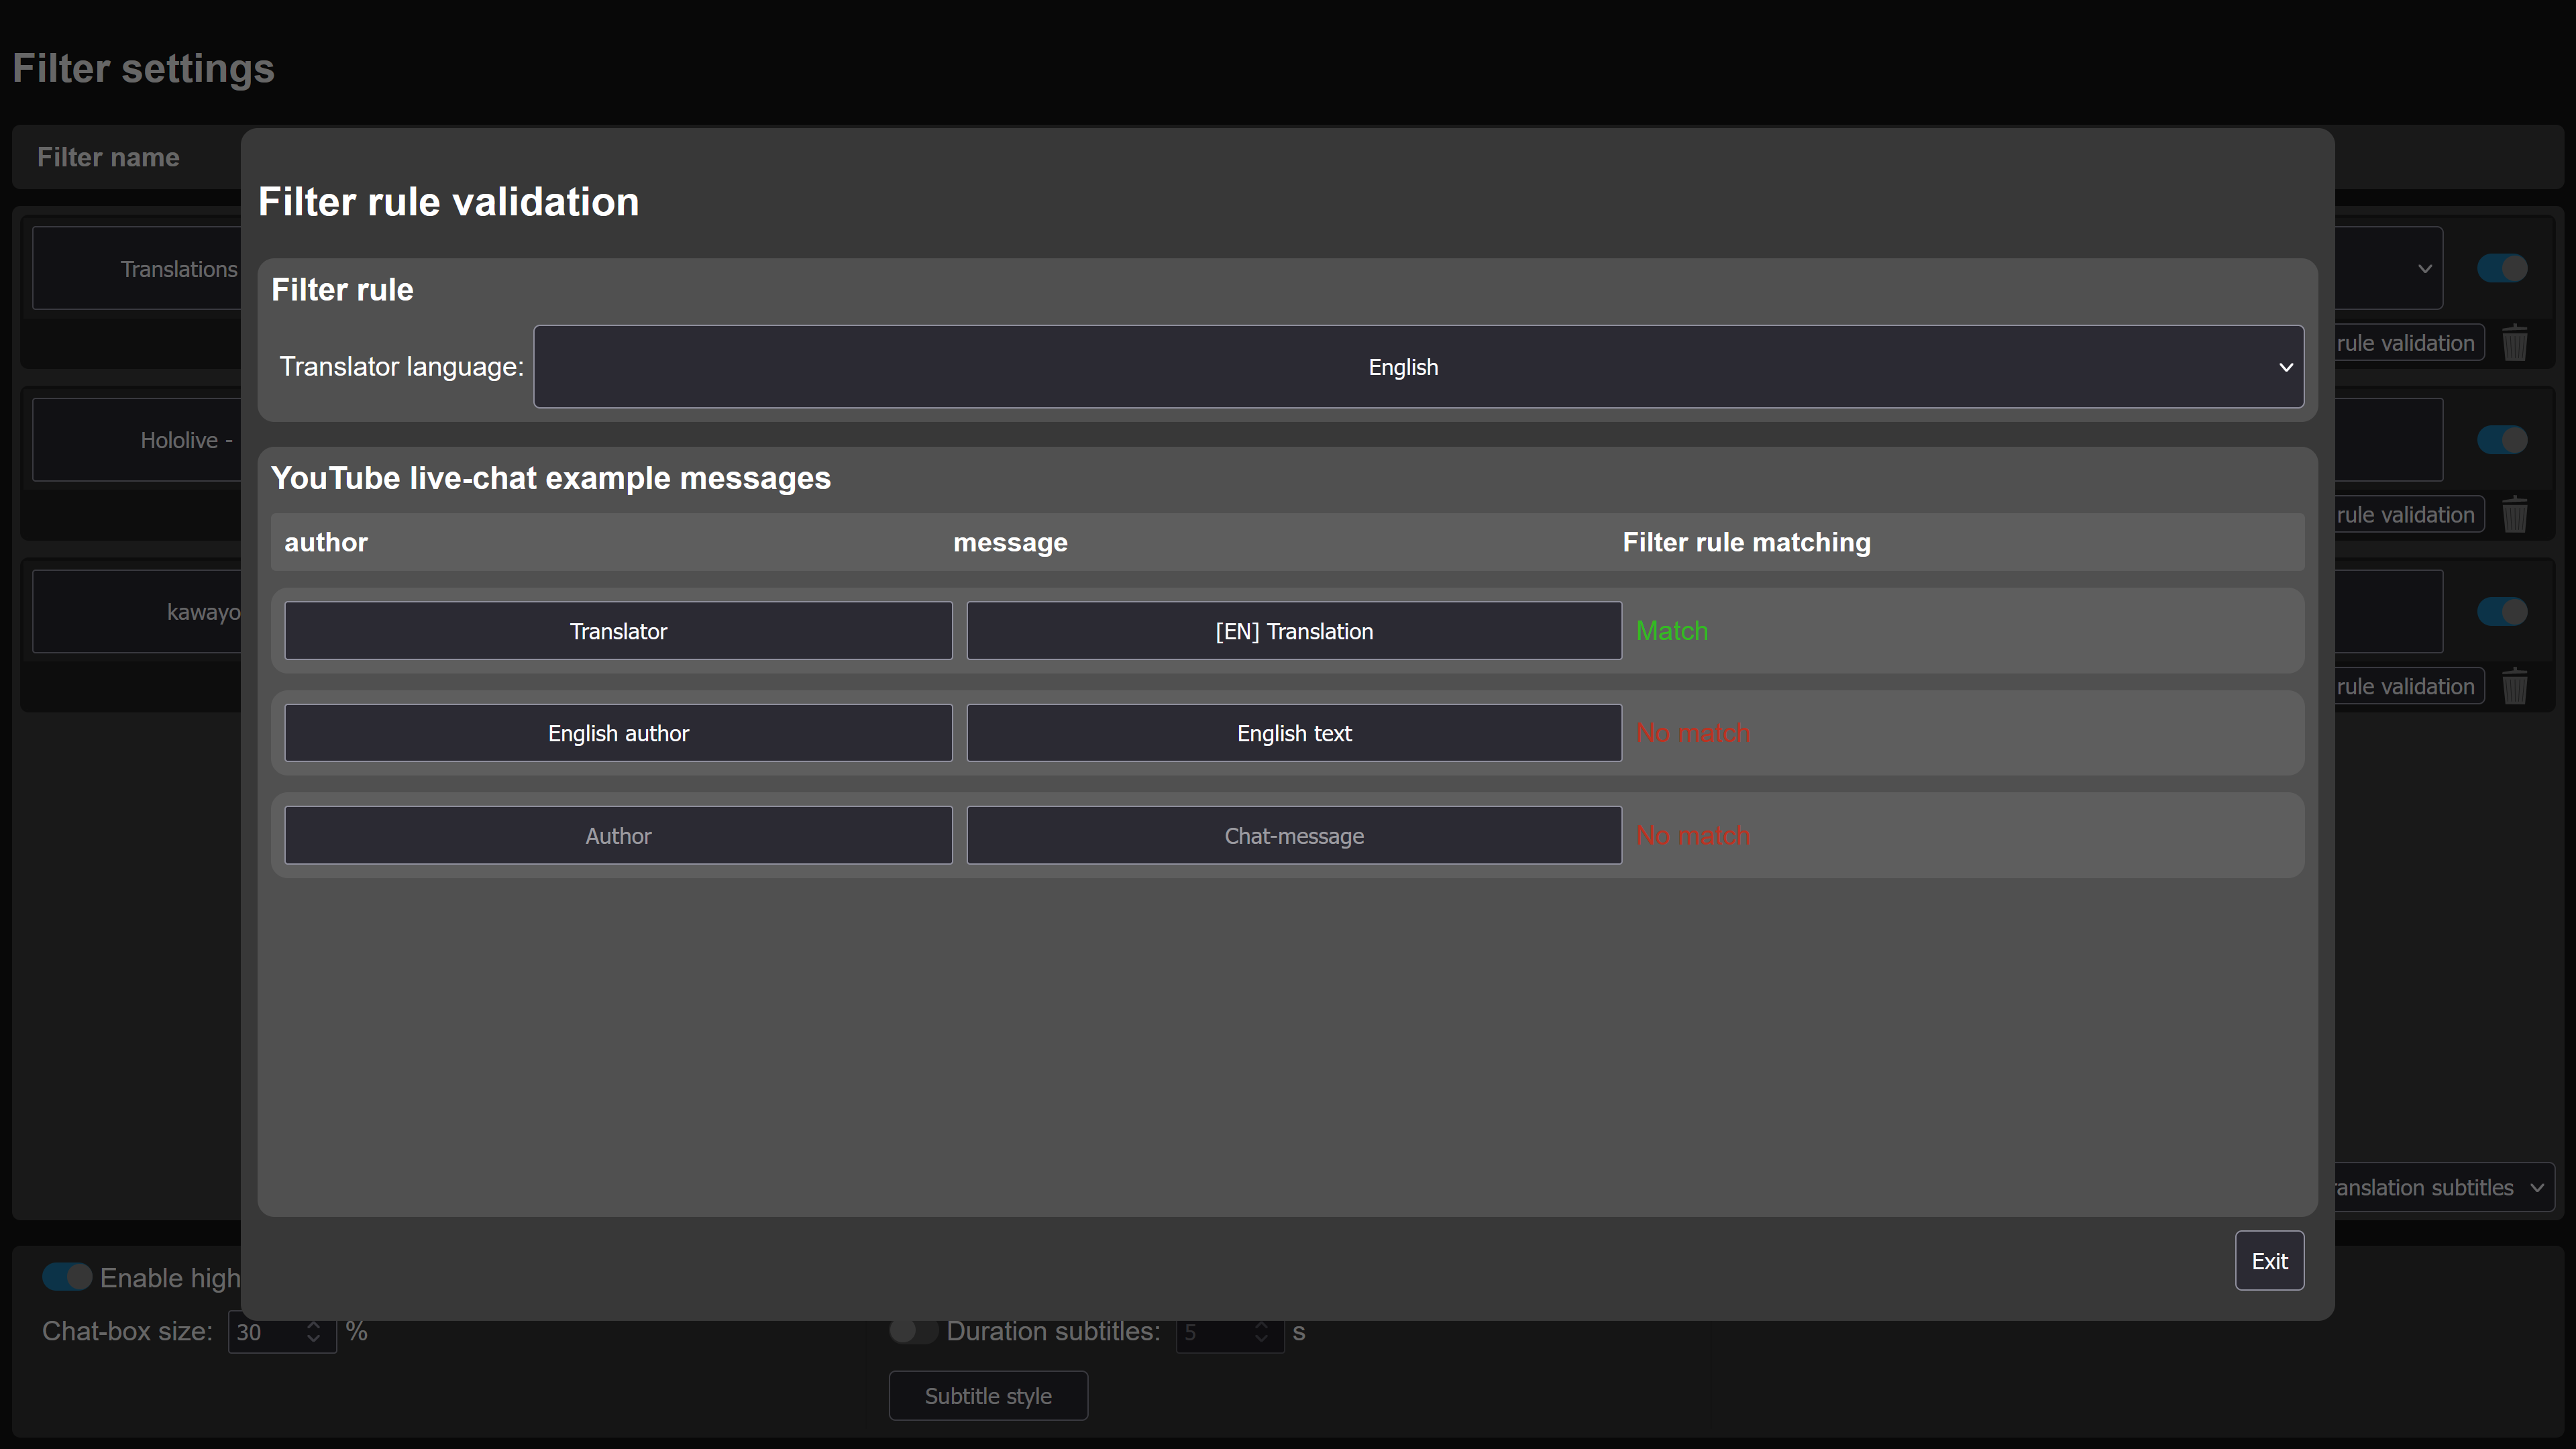 Filter settings
Filter name
Filter rule validation
Translations
Filter rule
Translator language: English
rule validation
Hololive -
YouTube live-chat example messages
author message Filter rule matching
rule validation
kawayo
Translator [EN] Translation Match
rule validation
English author English text No match
Author Chat-message No match
anslation subtitles
Exit
Enable high
Chat-box size: 30 % Duration subtitles: 5 s
Subtitle style